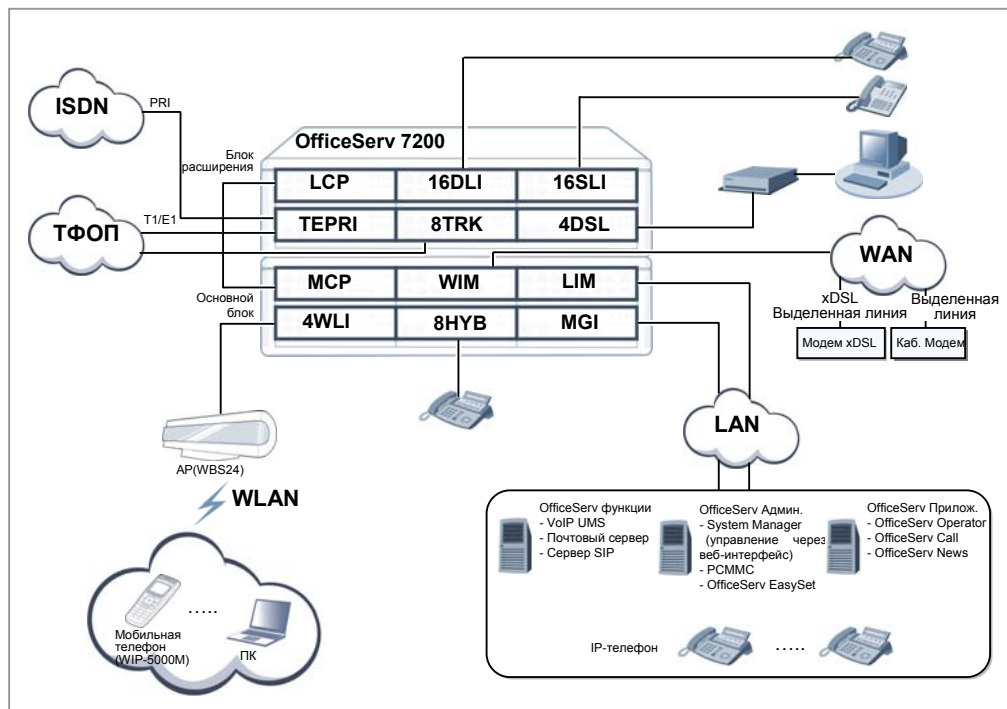 ISDN
PRI
OfficeServ 7200
Блок
расширения
LCP
16DLI
16SLI
ТФОП
T1/E1
TEPRI
8TRK
4DSL
WAN
MCP
WIM
LIM
Основной
блок
4WLI
8HYB
MGI
xDSL
Выделенная линия
Выделенная
линия
Модем xDSL
Каб. Модем
LAN
AP(WBS24)
WLAN
OfficeServ функции
- VoIP UMS
- Почтовый сервер
- Сервер SIP
OfficeServ Админ.
- System Manager
(управление через
веб-интерфейс)
- PCMMC
- OfficeServ EasySet
OfficeServ Прилож.
- OfficeServ Operator
- OfficeServ Call
- OfficeServ News
.....
Мобильная
телефон
(WIP-5000M)
ПК
IP-телефон
.....